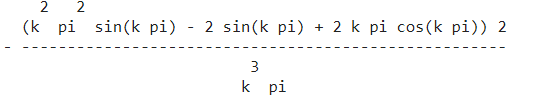 2   2
 (k  pi  sin(k pi) - 2 sin(k pi) + 2 k pi cos(k pi)) 2
- ----------------------------------------------------
                          3
                         k  pi